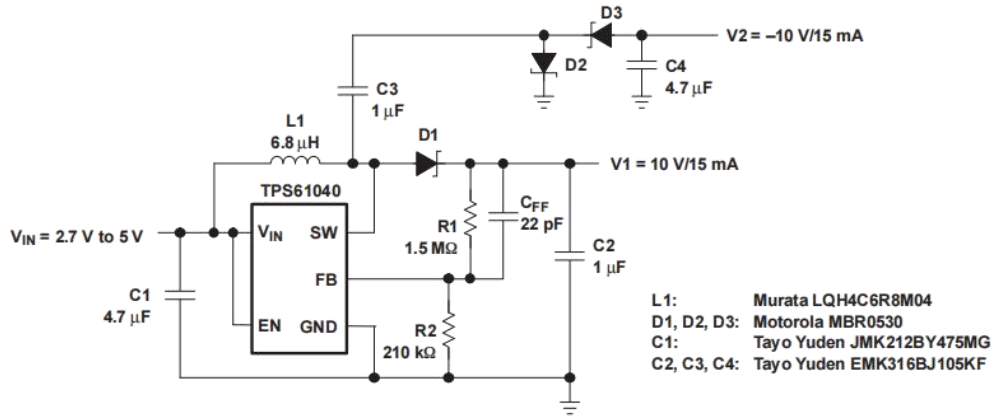 D3
V2 = –10 V/15 mA
D2
C4
4.7 μF
C3
1 μF
L1
6.8 μH
D1
V1 = 10 V/15 mA
TPS61040
VIN = 2.7 V to 5 V
VIN
SW
R1
1.5 MΩ
CFF
22 pF
C2
1 μF
FB
C1
4.7 μF
EN
GND
R2
210 kΩ
L1: Murata LQH4C6R8M04
D1, D2, D3: Motorola MBR0530
C1: Tayo Yuden JMK212BY475MG
C2, C3, C4: Tayo Yuden EMK316BJ105KF